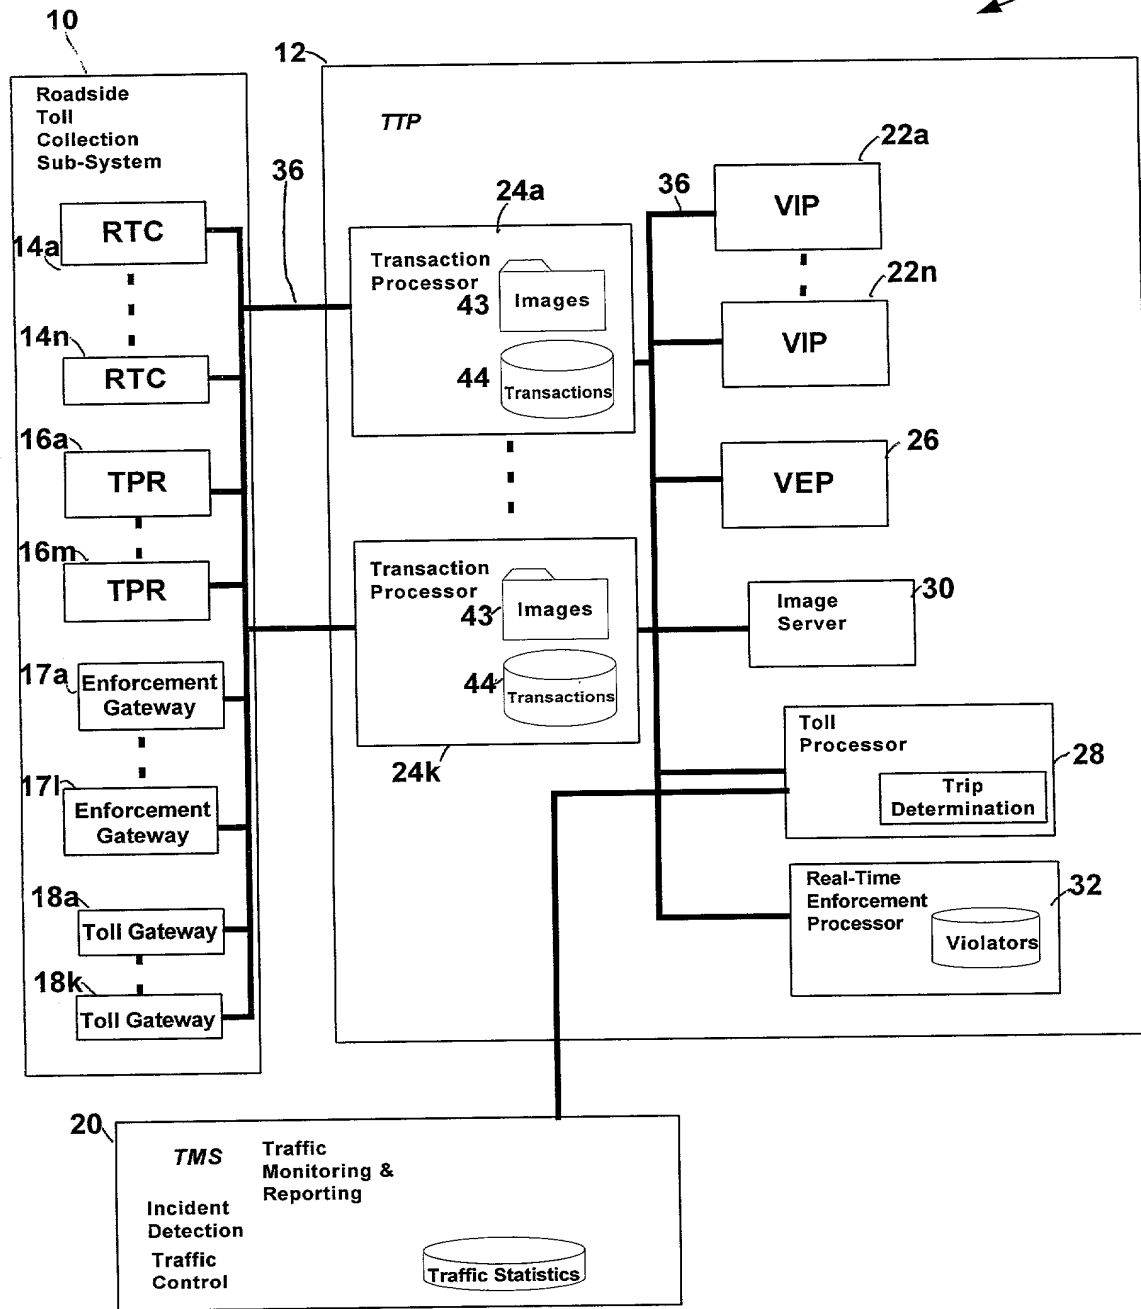 10
Roadside
Toll
Collection
Sub-System
RTC
14a
14n
RTC
16a
TPR
16m
TPR
17a
Enforcement
Gateway
17l
Enforcement
Gateway
18a
Toll Gateway
18k
Toll Gateway
36
12
TTP
24a
Transaction
Processor
43
Images
44
Transactions
Transaction
Processor
43
Images
44
Transactions
24k
36
22a
VIP
22n
VIP
26
VEP
30
Image
Server
Toll
Processor
28
Trip
Determination
Real-Time
Enforcement
Processor
32
Violators
20
TMS
Traffic
Monitoring &
Reporting
Incident
Detection
Traffic
Control
Traffic Statistics